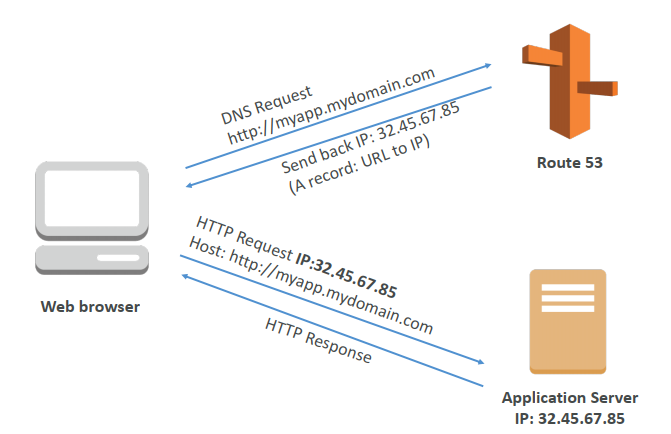 DNS Request
http://myapp.mydomain.com
Send back IP: 32.45.67.85
(A record: URL to IP)
Route 53
Web browser
HTTP Request IP:32.45.67.85
Host: http://myapp.mydomain.com
HTTP Response
Application Server
IP: 32.45.67.85